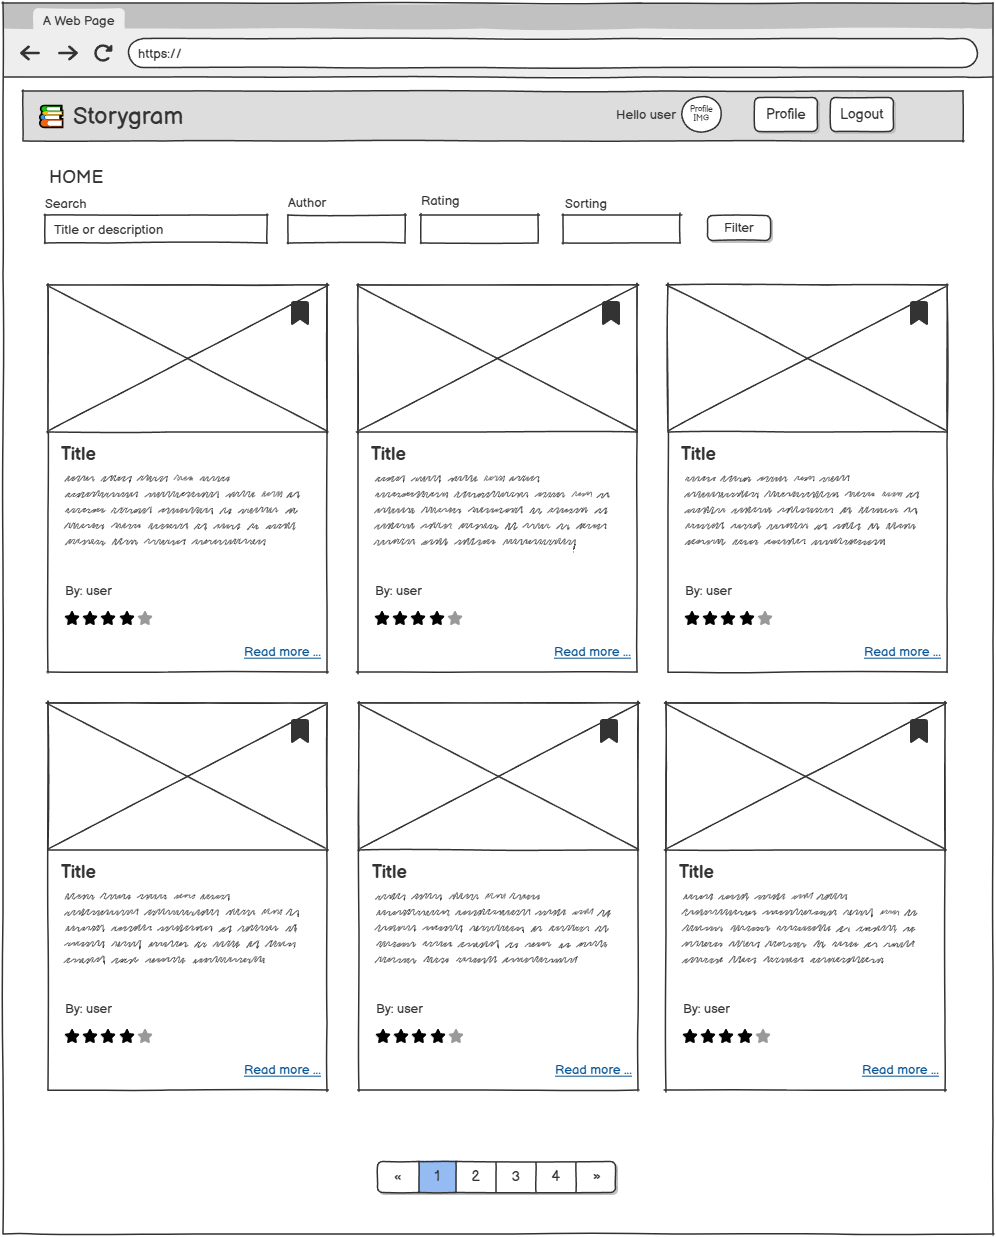 A Web Page
https://
Storygram
Hello user
Profile
IMG
Profile
Logout
HOME
Search
Author
Rating
Sorting
Title or description
Filter
Title
Title
Title
By: user
By: user
By: user
Read more ...
Read more ...
Read more ...
Title
Title
Title
By: user
By: user
By: user
Read more ...
Read more ...
Read more ...
« 1 2 3 4 »